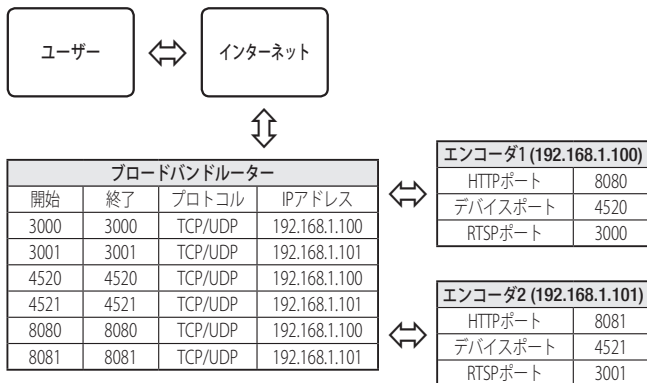 ユーザー
インターネット
ブロードバンドルーター
開始 終了 プロトコル IPアドレス
3000 3000 TCP/UDP 192.168.1.100
3001 3001 TCP/UDP 192.168.1.101
4520 4520 TCP/UDP 192.168.1.100
4521 4521 TCP/UDP 192.168.1.101
8080 8080 TCP/UDP 192.168.1.100
8081 8081 TCP/UDP 192.168.1.101
エンコーダ1 (192.168.1.100)
HTTPポート 8080
デバイスポート 4520
RTSPポート 3000
エンコーダ2 (192.168.1.101)
HTTPポート 8081
デバイスポート 4521
RTSPポート 3001